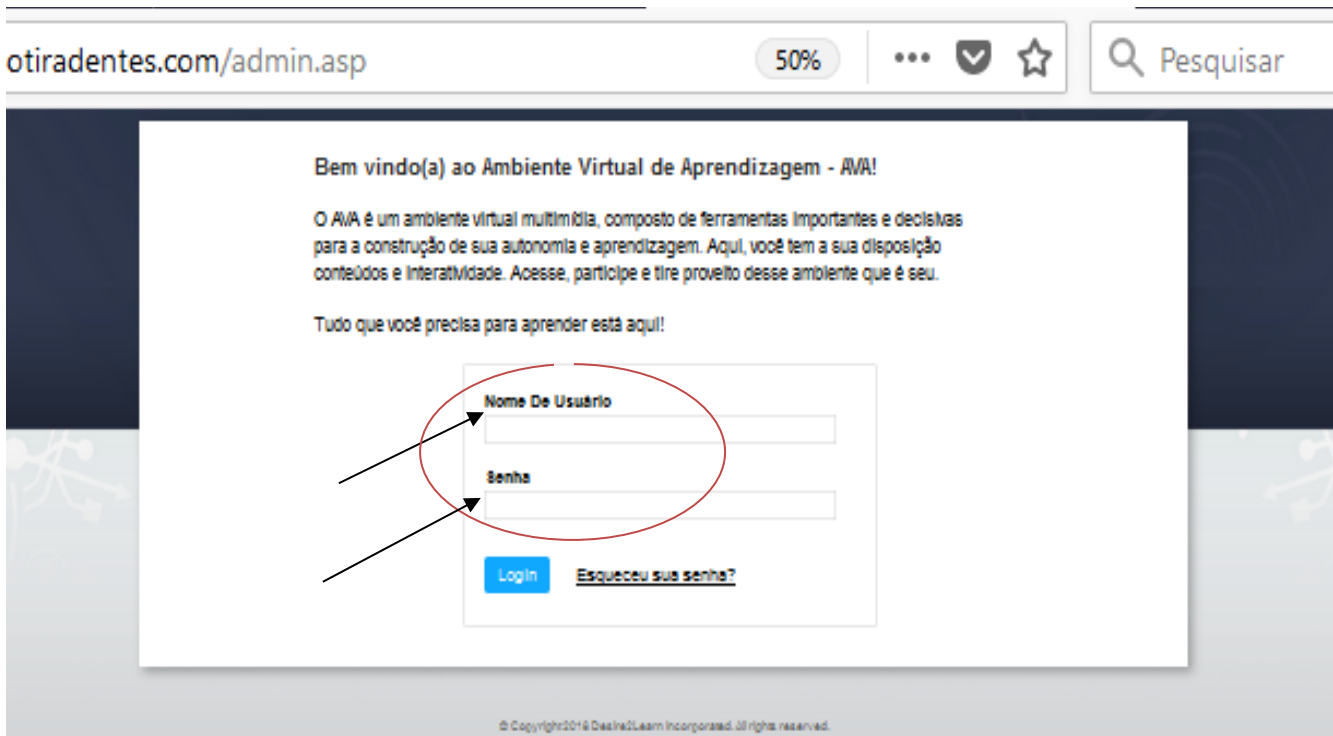 otiradentes.com/admin.asp 50% ••• Pesquisar
Bem vindo(a) ao Ambiente Virtual de Aprendizagem - AVA!
O AVA é um ambiente virtual multimídia, composto de ferramentas importantes e decisivas
para a construção de sua autonomia e aprendizagem. Aqui, você tem a sua disposição
conteúdos e interatividade. Acesse, participe e tire proveito desse ambiente que é seu.
Tudo que você precisa para aprender está aqui!
Nome De Usuário
Senha
Login Esqueceu sua senha?
© Copyright 2016 Desire2Learn Incorporated. All rights reserved.